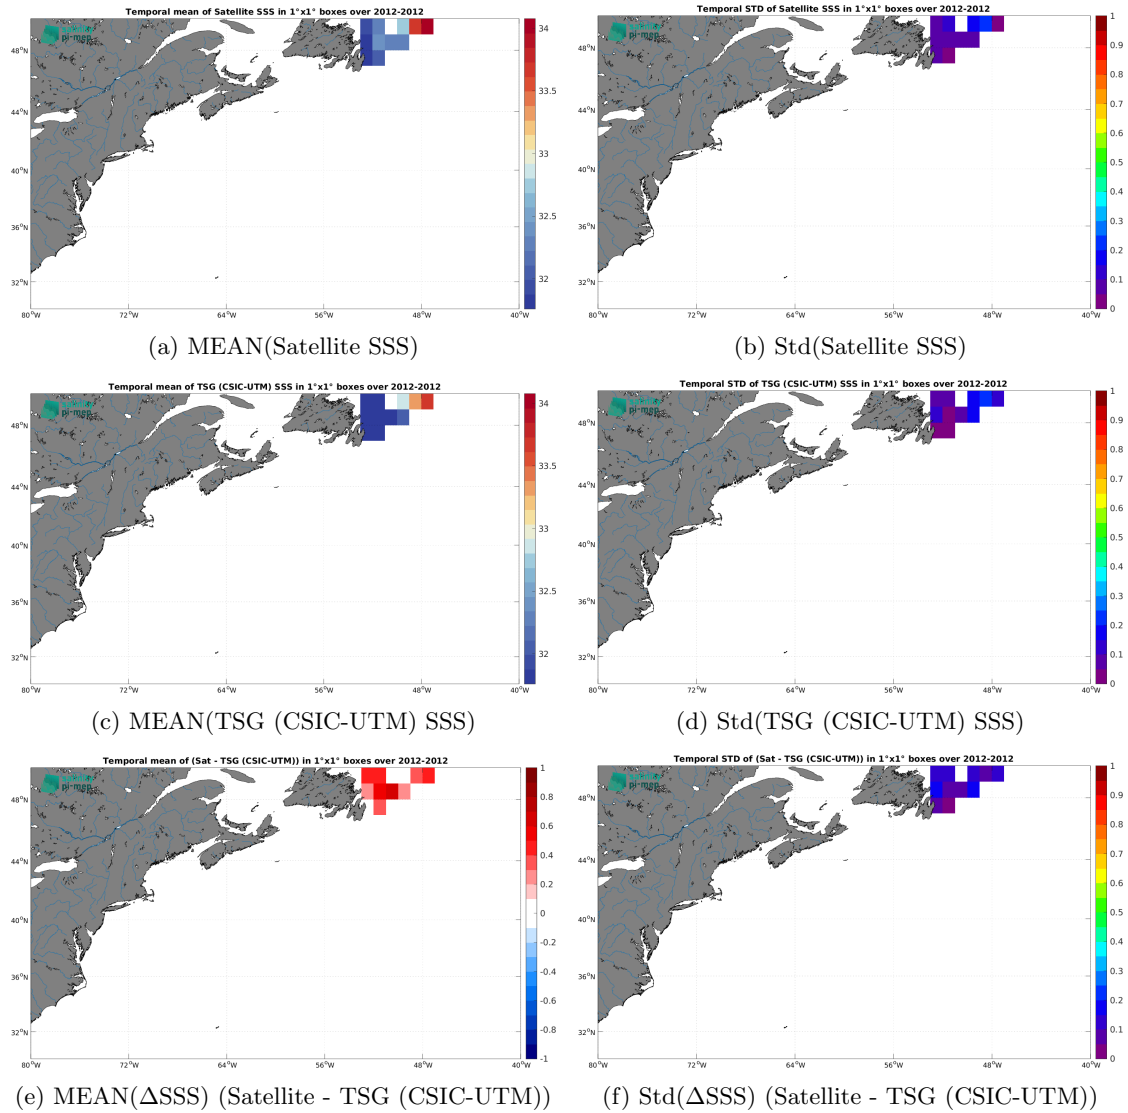 Temporal mean of Satellite SSS in 1°x1° boxes over 2012-2012
pi-mep
48°N
44°N
40°N
36°N
32°N
80°W 72°W 64°W 56°W 48°W 40°W
34
33.5
33
32.5
32
(a) MEAN(Satellite SSS)
Temporal STD of Satellite SSS in 1°x1° boxes over 2012-2012
pi-mep
48°N
44°N
40°N
36°N
32°N
80°W 72°W 64°W 56°W 48°W 40°W
1
0.9
0.8
0.7
0.6
0.5
0.4
0.3
0.2
0.1
0
(b) Std(Satellite SSS)
Temporal mean of TSG (CSIC-UTM) SSS in 1°x1° boxes over 2012-2012
pi-mep
48°N
44°N
40°N
36°N
32°N
80°W 72°W 64°W 56°W 48°W 40°W
34
33.5
33
32.5
32
(c) MEAN(TSG (CSIC-UTM) SSS)
Temporal STD of TSG (CSIC-UTM) SSS in 1°x1° boxes over 2012-2012
pi-mep
48°N
44°N
40°N
36°N
32°N
80°W 72°W 64°W 56°W 48°W 40°W
1
0.9
0.8
0.7
0.6
0.5
0.4
0.3
0.2
0.1
0
(d) Std(TSG (CSIC-UTM) SSS)
Temporal mean of (Sat - TSG (CSIC-UTM)) in 1°x1° boxes over 2012-2012
pi-mep
48°N
44°N
40°N
36°N
32°N
80°W 72°W 64°W 56°W 48°W 40°W
1
0.8
0.6
0.4
0.2
0
-0.2
-0.4
-0.6
-0.8
-1
(e) MEAN(ΔSSS) (Satellite - TSG (CSIC-UTM))
Temporal STD of (Sat - TSG (CSIC-UTM)) in 1°x1° boxes over 2012-2012
pi-mep
48°N
44°N
40°N
36°N
32°N
80°W 72°W 64°W 56°W 48°W 40°W
1
0.9
0.8
0.7
0.6
0.5
0.4
0.3
0.2
0.1
0
(f) Std(ΔSSS) (Satellite - TSG (CSIC-UTM))